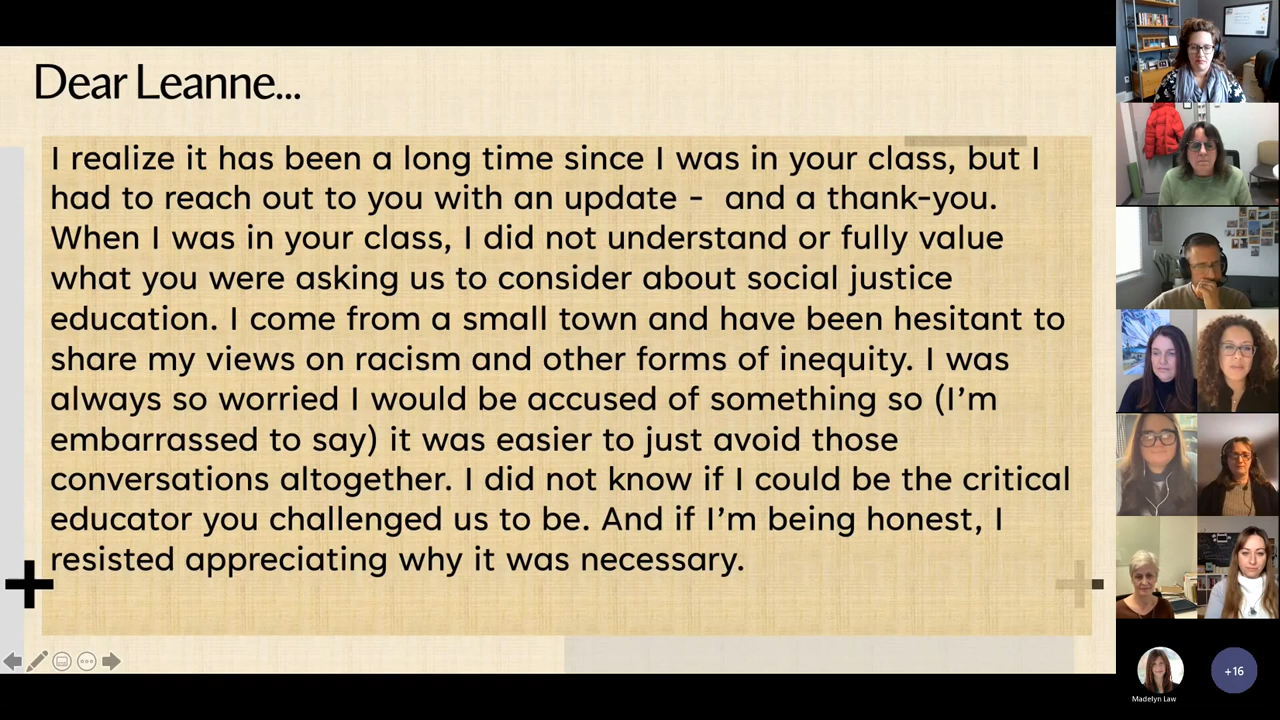 Dear Leanne...
I realize it has been a long time since I was in your class, but I
had to reach out to you with an update - and a thank-you.
When I was in your class, I did not understand or fully value
what you were asking us to consider about social justice
education. I come from a small town and have been hesitant to
share my views on racism and other forms of inequity. I was
always so worried I would be accused of something so (I’m
embarrassed to say) it was easier to just avoid those
conversations altogether. I did not know if I could be the critical
educator you challenged us to be. And if I’m being honest, I
resisted appreciating why it was necessary.
+16
Madelyn Law